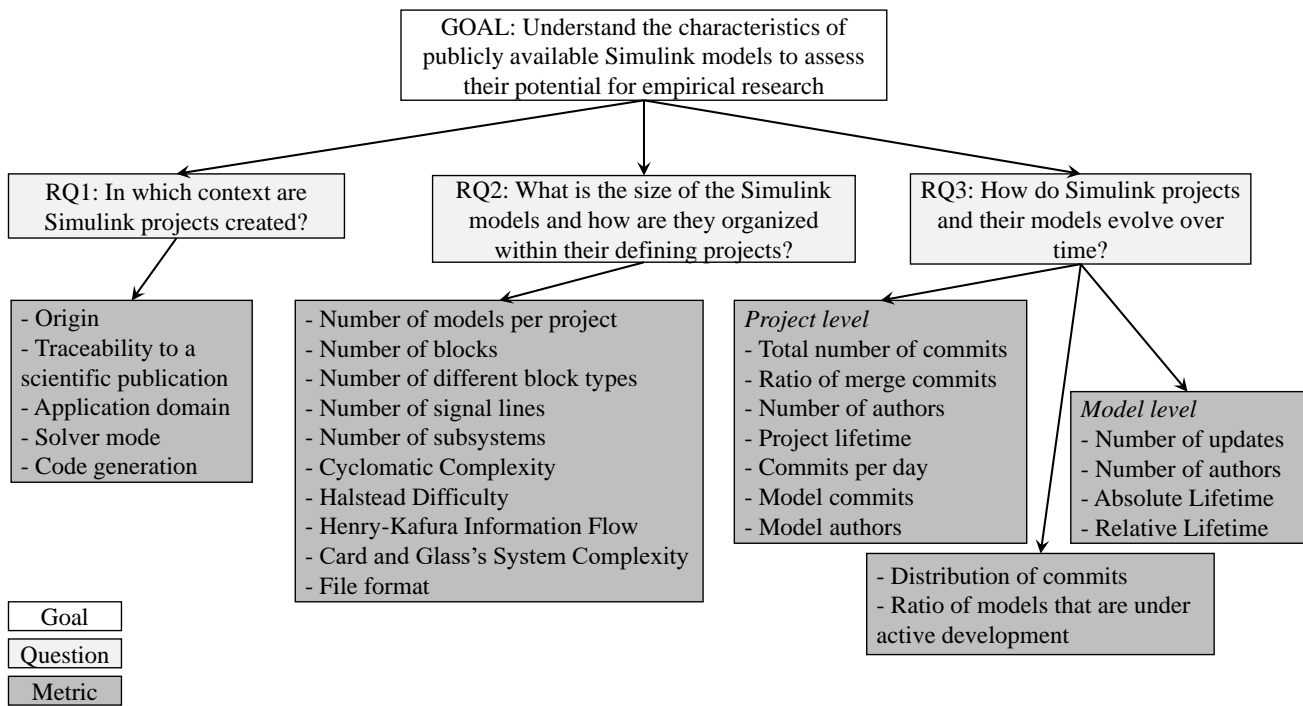 GOAL: Understand the characteristics of
publicly available Simulink models to assess
their potential for empirical research
RQ1: In which context are
Simulink projects created?
RQ2: What is the size of the Simulink
models and how are they organized
within their defining projects?
RQ3: How do Simulink projects
and their models evolve over
time?
- Origin
- Traceability to a
scientific publication
- Application domain
- Solver mode
- Code generation
- Number of models per project
- Number of blocks
- Number of different block types
- Number of signal lines
- Number of subsystems
- Cyclomatic Complexity
- Halstead Difficulty
- Henry-Kafura Information Flow
- Card and Glass's System Complexity
- File format
Project level
- Total number of commits
- Ratio of merge commits
- Number of authors
- Project lifetime
- Commits per day
- Model commits
- Model authors
Model level
- Number of updates
- Number of authors
- Absolute Lifetime
- Relative Lifetime
- Distribution of commits
- Ratio of models that are under
active development
Goal
Question
Metric